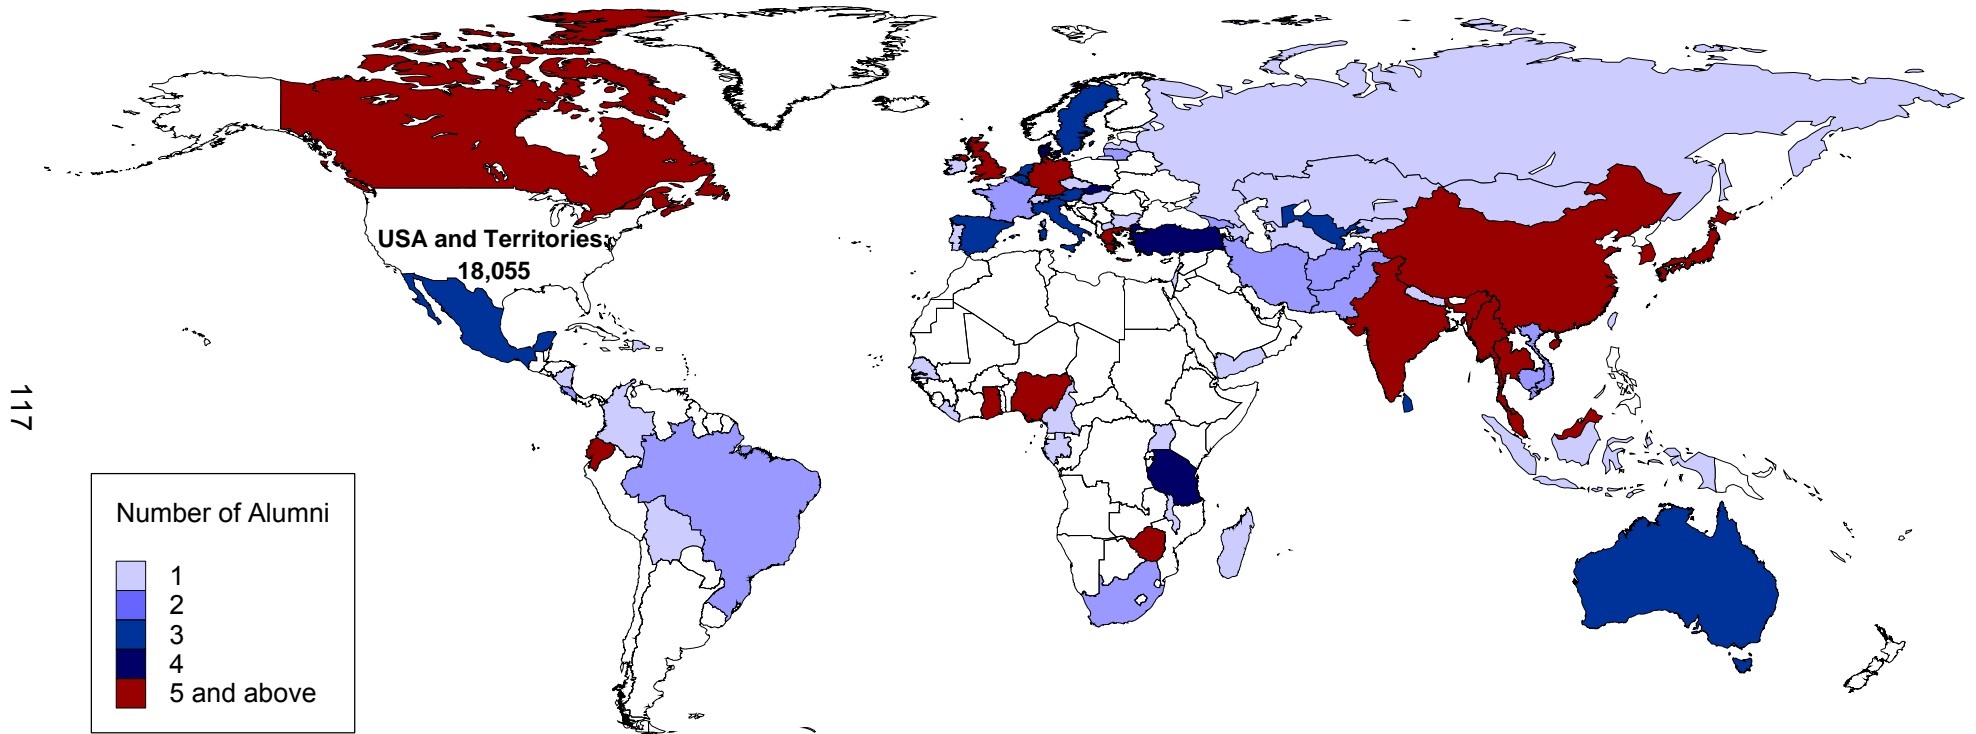 USA and Territories:
18,055
117
Number of Alumni
1
2
3
4
5 and above